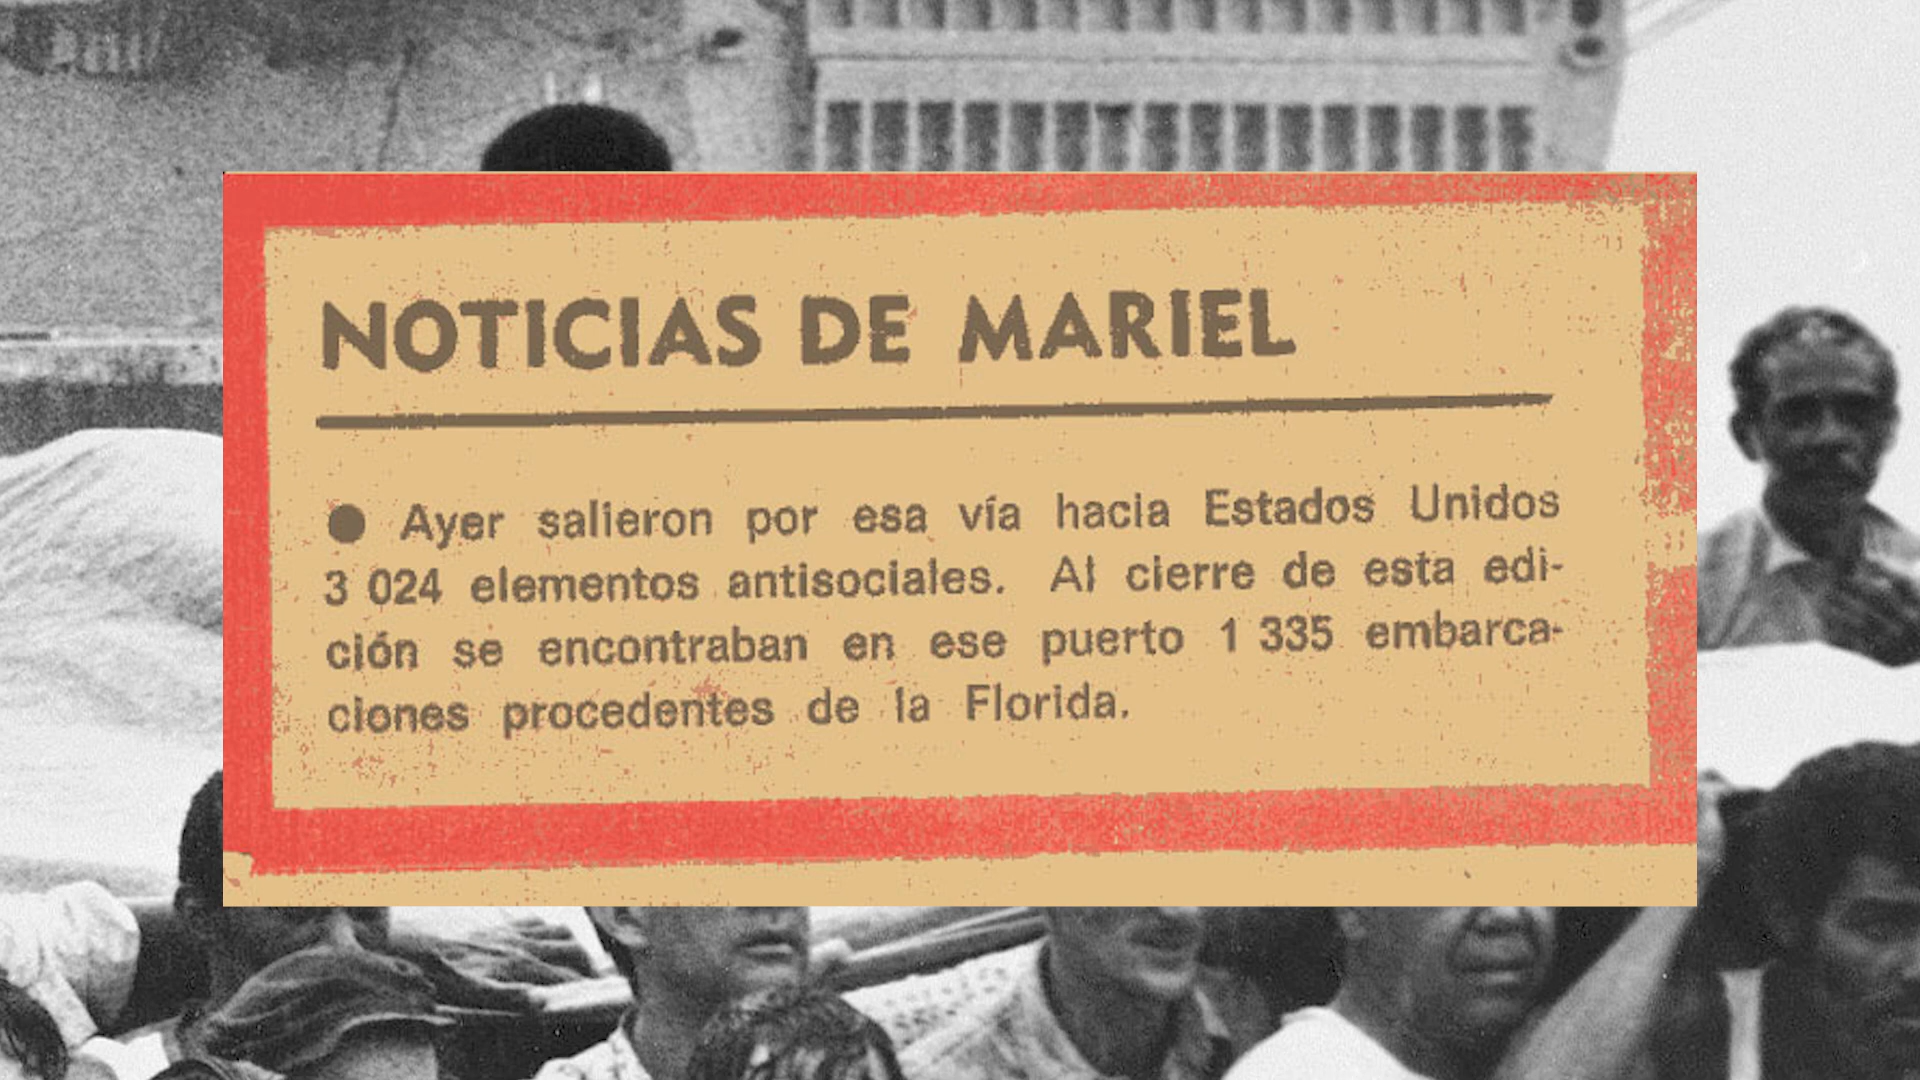 NOTICIAS DE MARIEL
● Ayer salieron por esa vía hacia Estados Unidos
3 024 elementos antisociales. Al cierre de esta edi-
ción se encontraban en ese puerto 1 335 embarca-
ciones procedentes de la Florida.